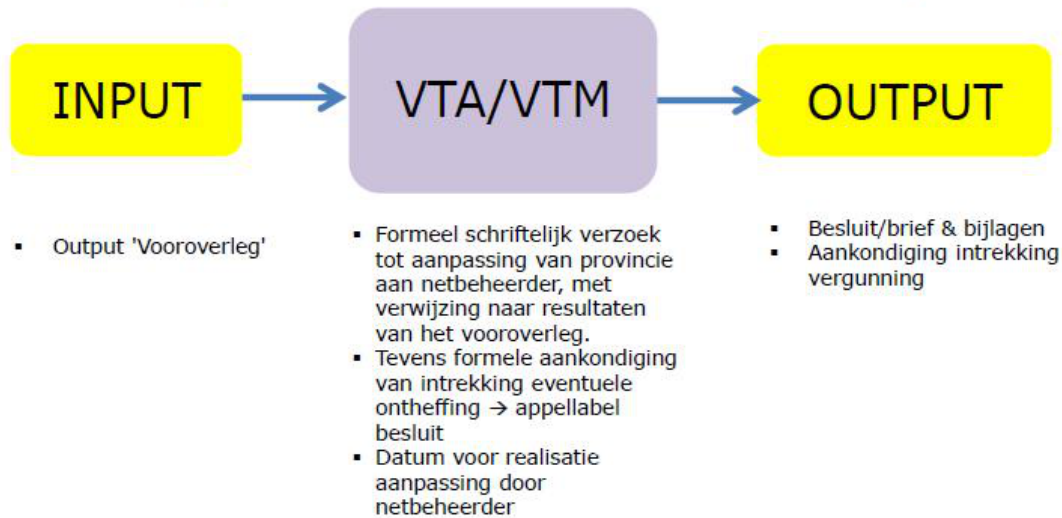 INPUT
VTA/VTM
OUTPUT
▪ Output 'Vooroverleg'
▪ Formeel schriftelijk verzoek
tot aanpassing van provincie
aan netbeheerder, met
verwijzing naar resultaten
van het vooroverleg.
▪ Tevens formele aankondiging
van intrekking eventuele
ontheffing → appellabel
besluit
▪ Datum voor realisatie
aanpassing door
netbeheerder
▪ Besluit/brief & bijlagen
▪ Aankondiging intrekking
vergunning